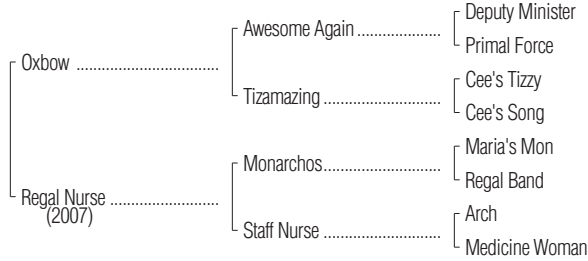 Deputy Minister
Awesome Again
Primal Force
Oxbow
Cee's Tizzy
Tizamazing
Cee's Song
Maria's Mon
Monarchos
Regal Band
Regal Nurse
(2007)
Arch
Staff Nurse
Medicine Woman